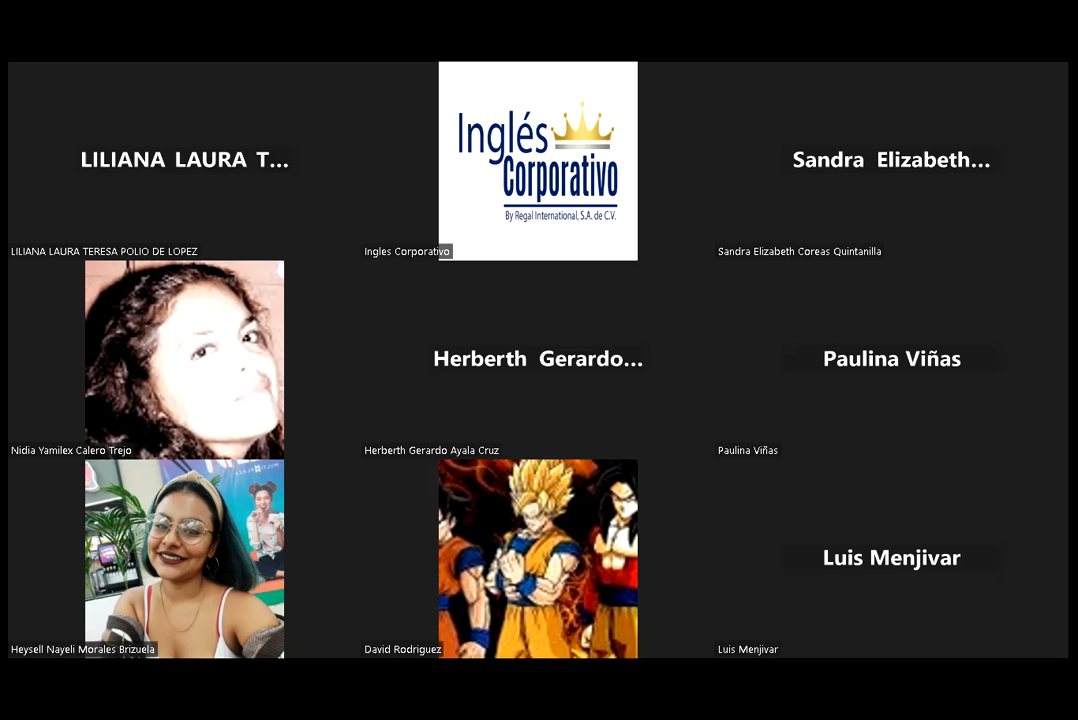 LILIANA LAURA T...
LILIANA LAURA TERESA POLIO DE LOPEZ
Inglés
Corporativo
By Regal International, S.A. de C.V.
Ingles Corporativo
Sandra Elizabeth...
Sandra Elizabeth Coreas Quintanilla
Nidia Yamilex Calero Trejo
Herberth Gerardo...
Herberth Gerardo Ayala Cruz
Paulina Viñas
Paulina Viñas
Heysell Nayeli Morales Brizuela
David Rodriguez
Luis Menjivar
Luis Menjivar